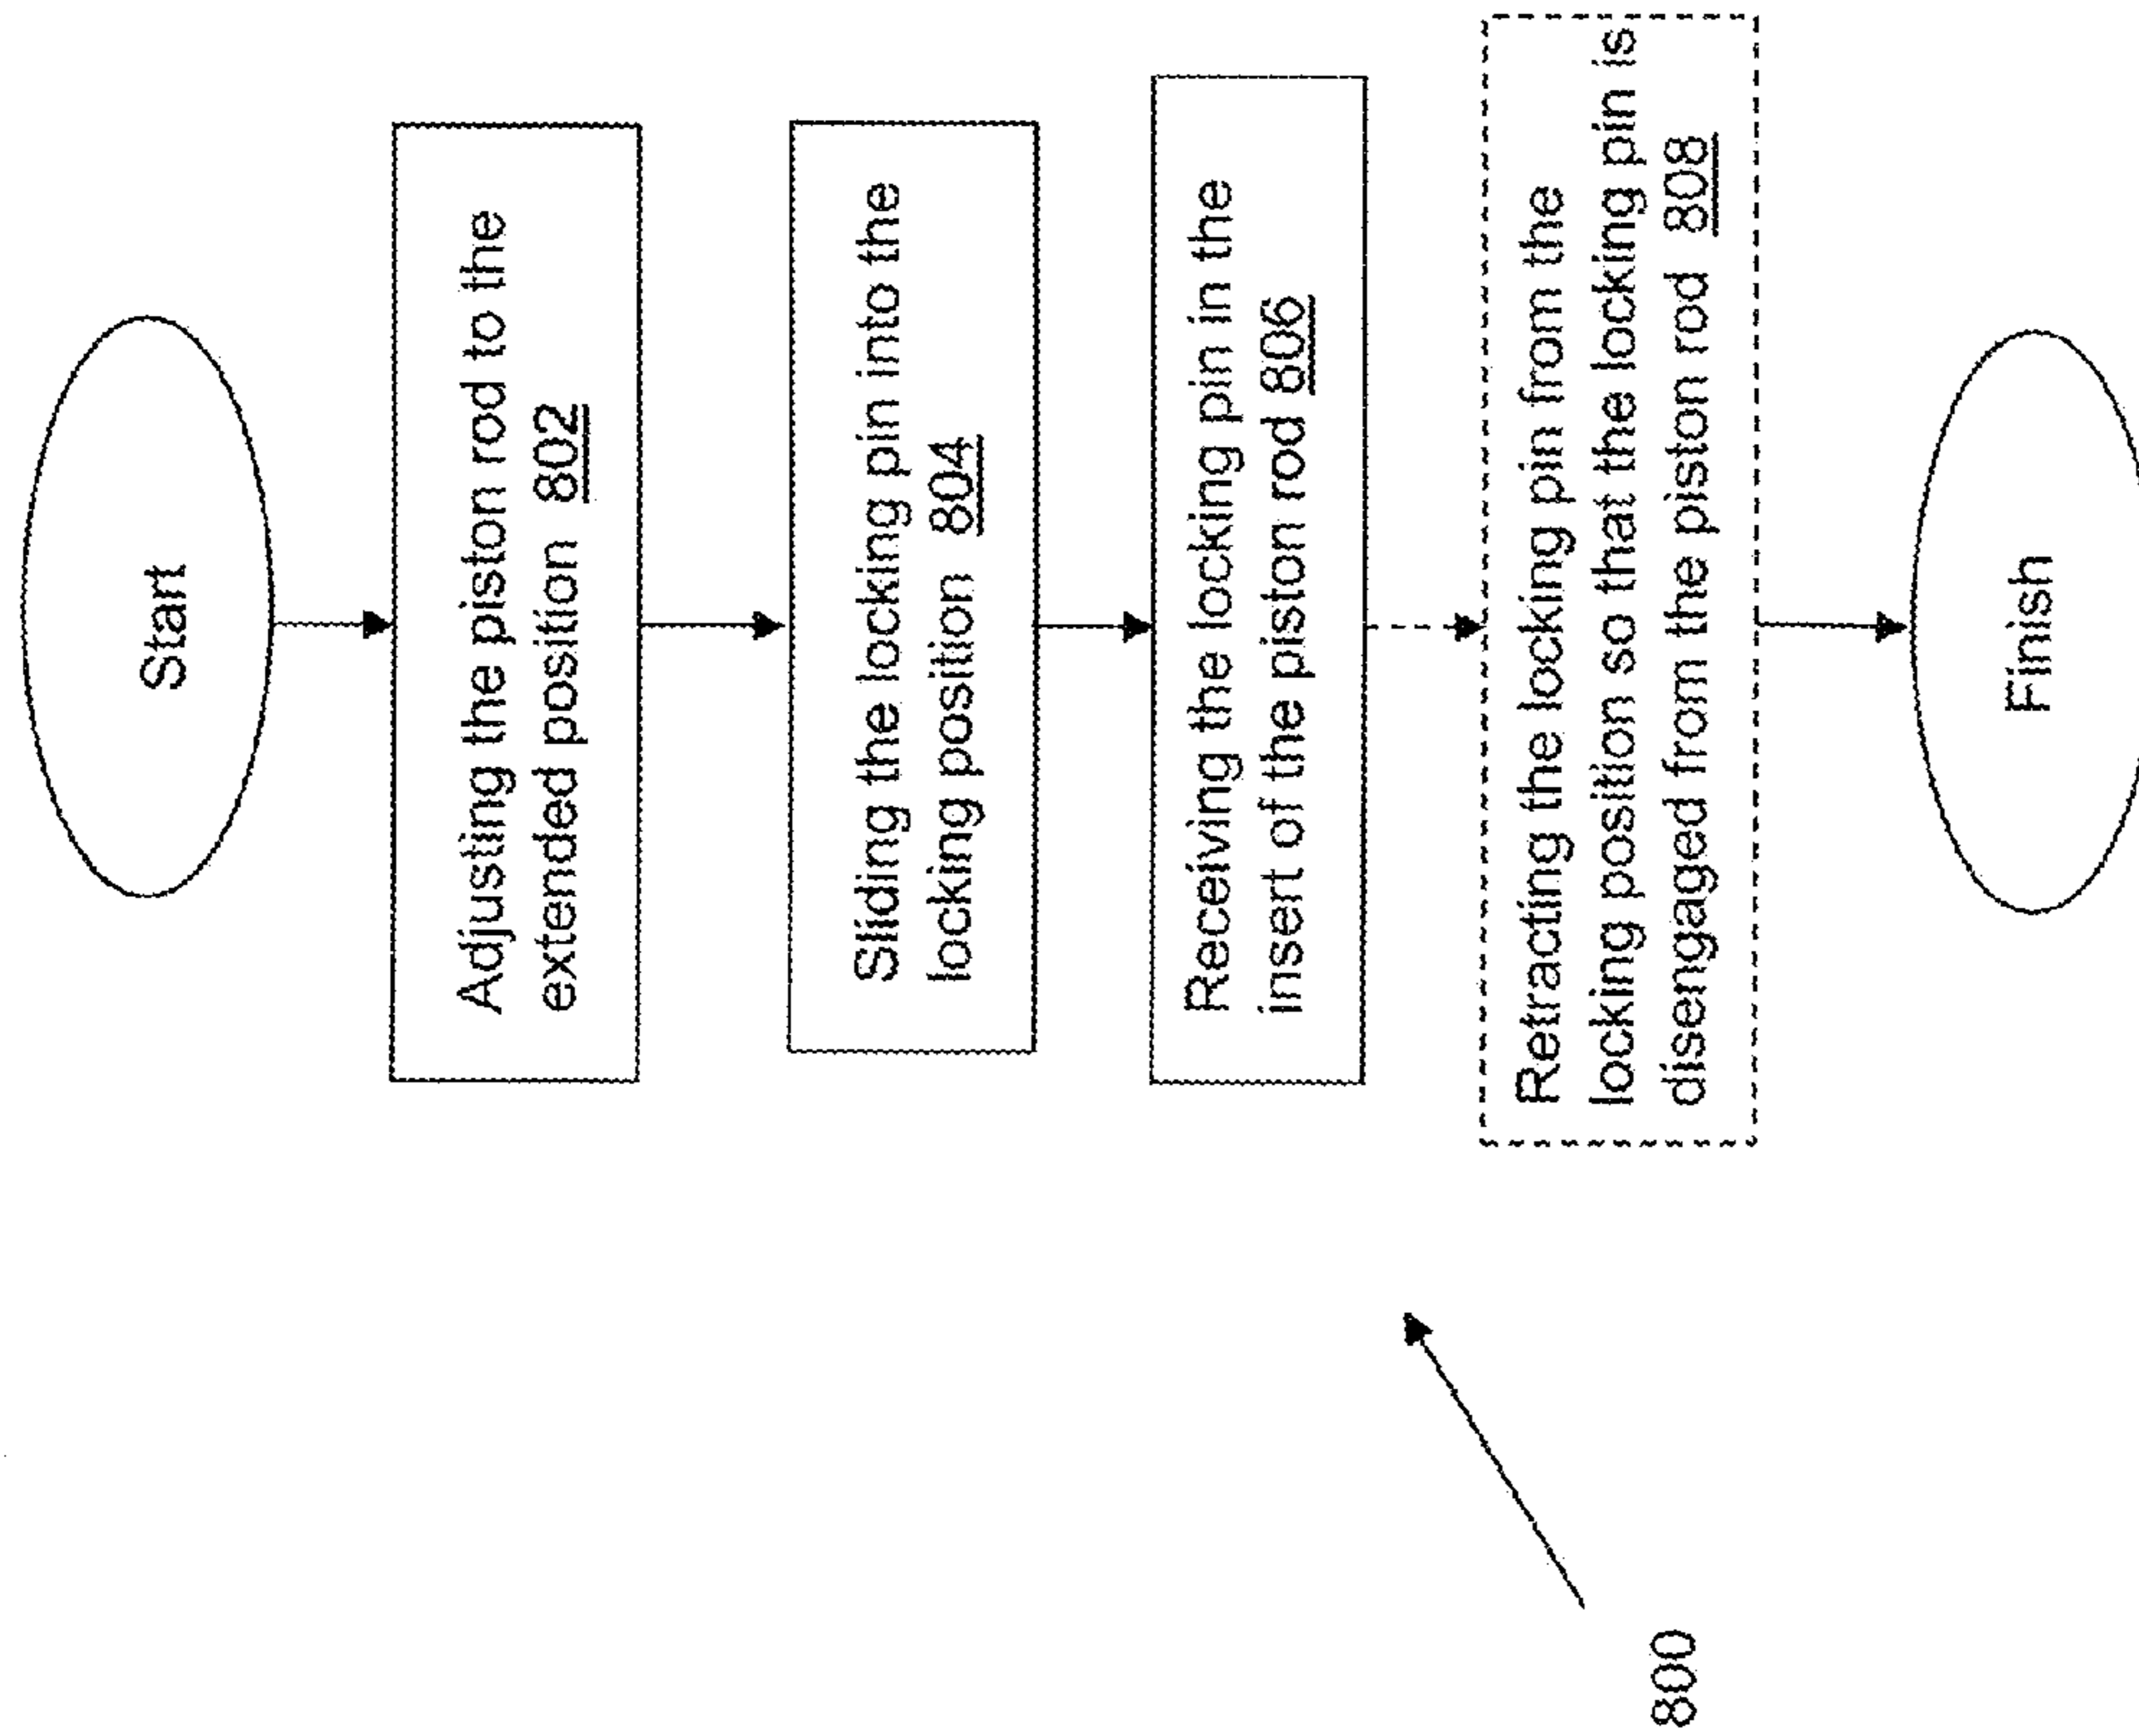 Start
Adjusting the piston rod to the
extended position 802
Sliding the locking pin into the
locking position 804
Receiving the locking pin in the
insert of the piston rod 806
Retracting the locking pin from the
locking position so that the locking pin is
disengaged from the piston rod 808
Finish
800